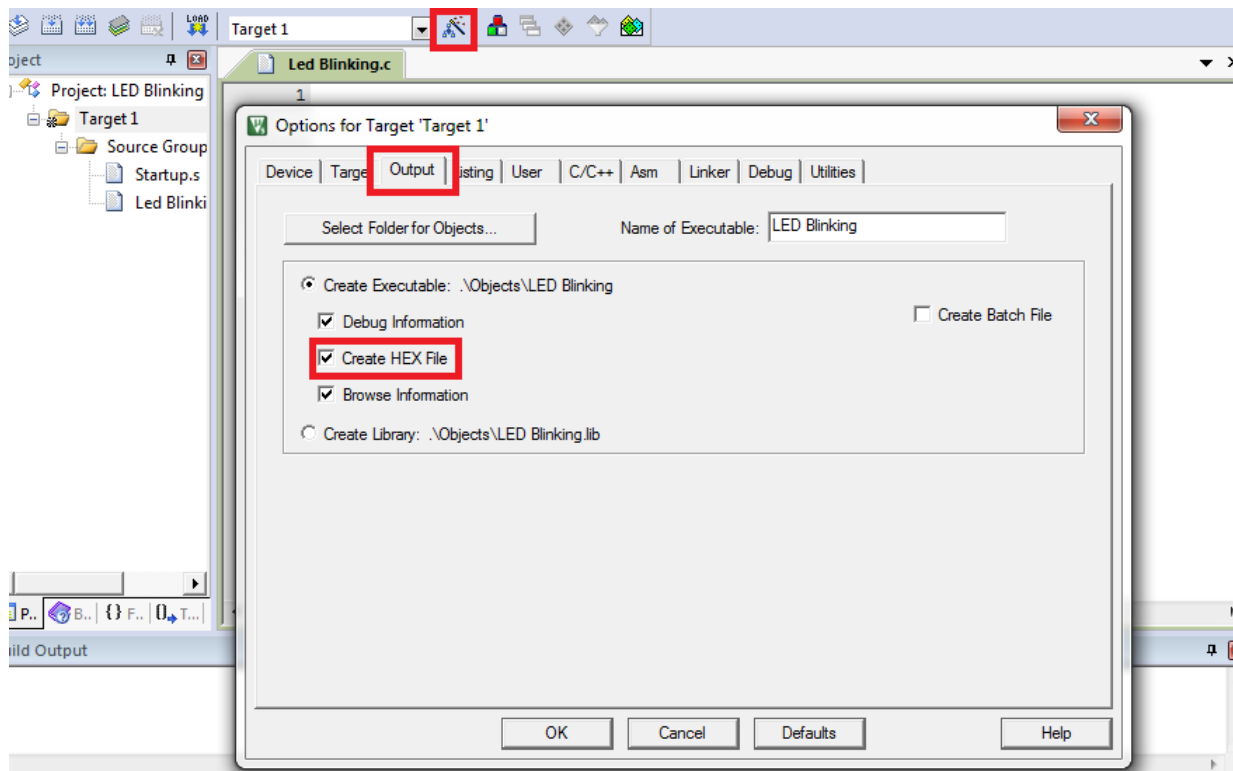 LOAD
Target 1
oject
Led Blinking.c
Project: LED Blinking
Target 1
Source Group
Startup.s
Led Blinki
1
Options for Target 'Target 1'
Device Targe Output isting User C/C++ Asm Linker Debug Utilities
Select Folder for Objects...
Name of Executable: LED Blinking
Create Executable: .\Objects\LED Blinking
Debug Information
Create HEX File
Browse Information
Create Library: .\Objects\LED Blinking.lib
Create Batch File
P.. B.. {} F.. 0 T...
ild Output
OK Cancel Defaults Help